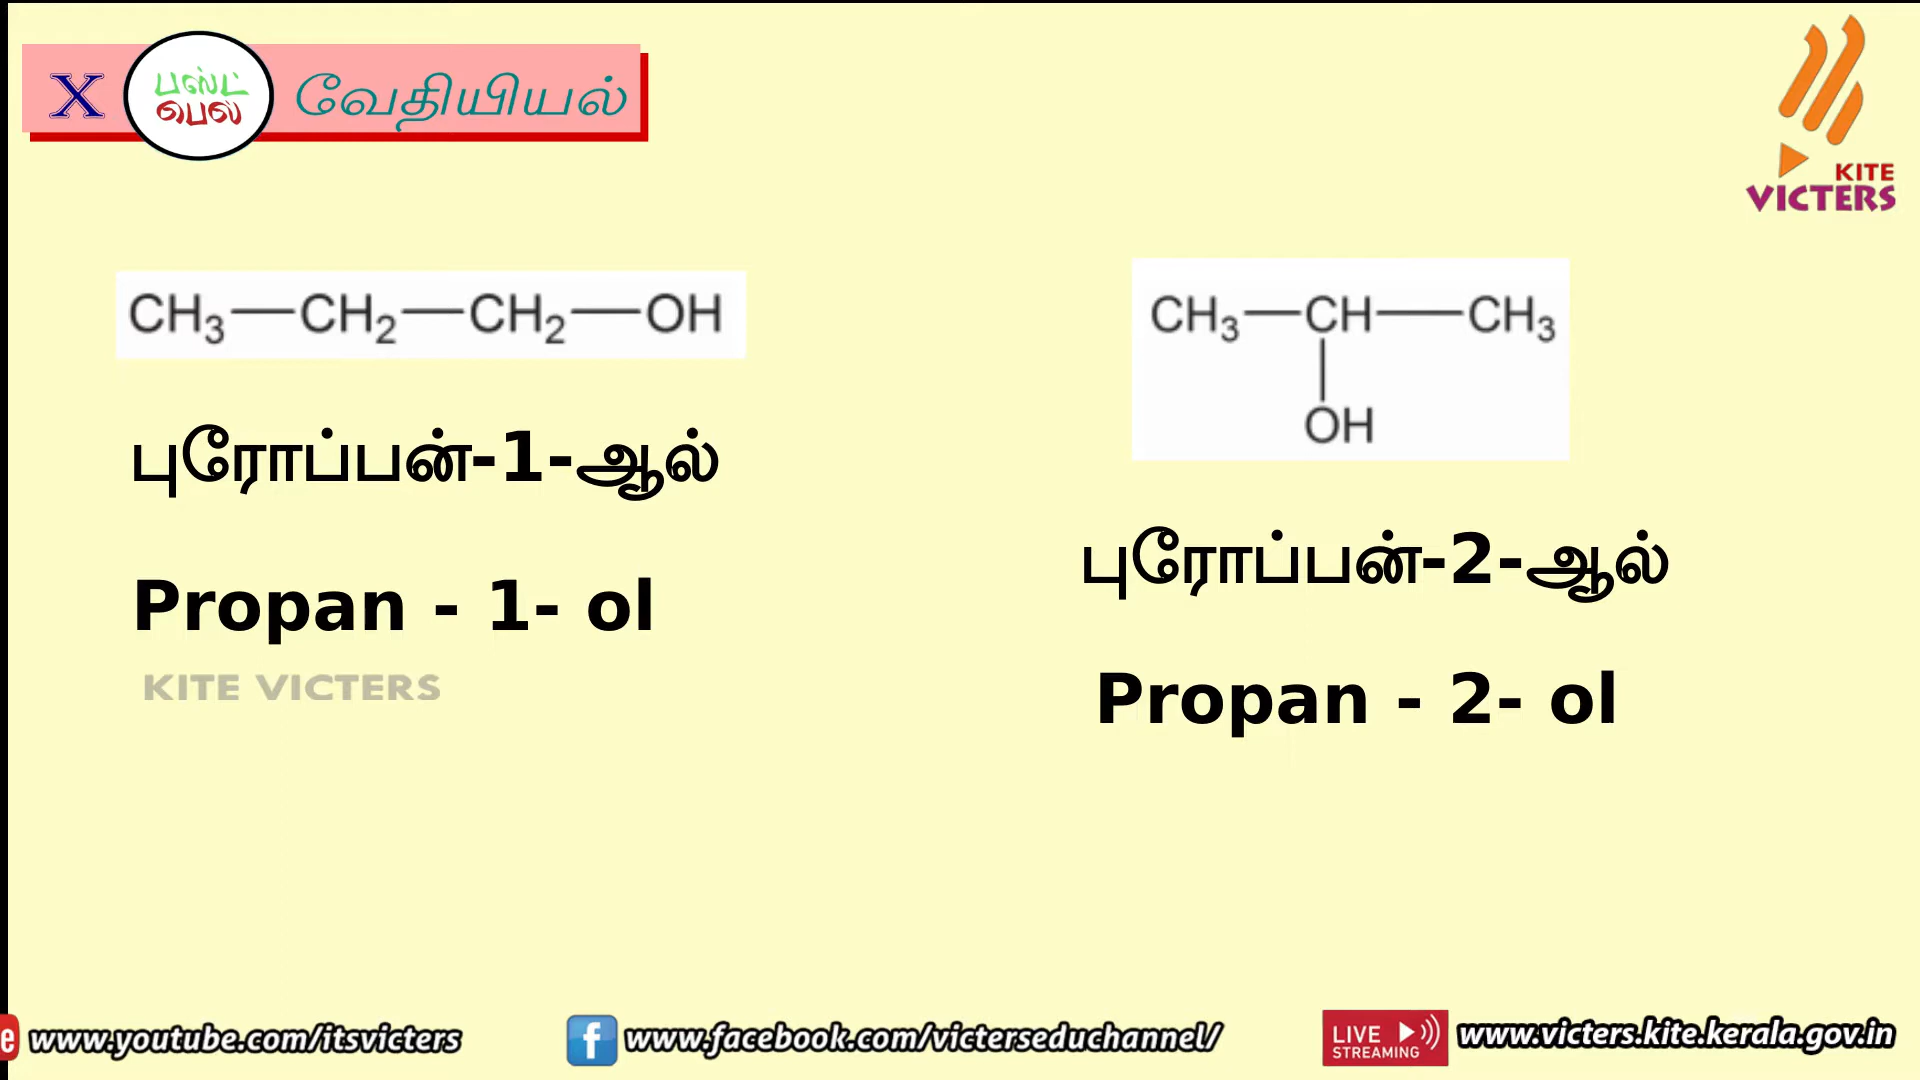 X பஸ்ட் பெல் வேதியியல்
KITE VICTERS
CH3—CH2—CH2—OH
CH3—CH—CH3
OH
புரோப்பன்-1-ஆல்
Propan - 1- ol
KITE VICTERS
புரோப்பன்-2-ஆல்
Propan - 2- ol
e www.youtube.com/itsvicters
f www.facebook.com/victerseduchannel/
LIVE STREAMING www.victers.kite.kerala.gov.in